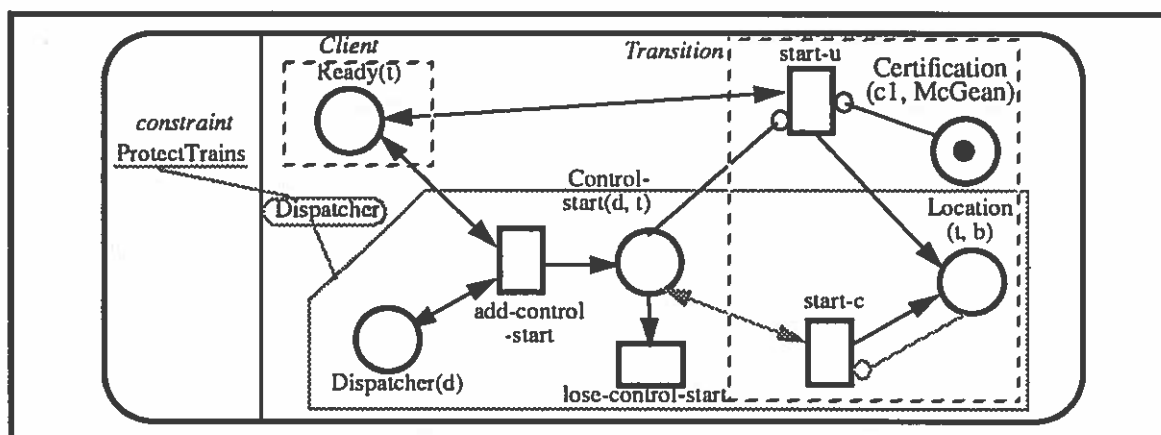 constraint
ProtectTrains
Client
Ready(t)
Transition
start-u
Certification
(c1, McGean)
Dispatcher
Control-
start(d, t)
Location
(t, b)
add-control
-start
start-c
Dispatcher(d)
lose-control-start